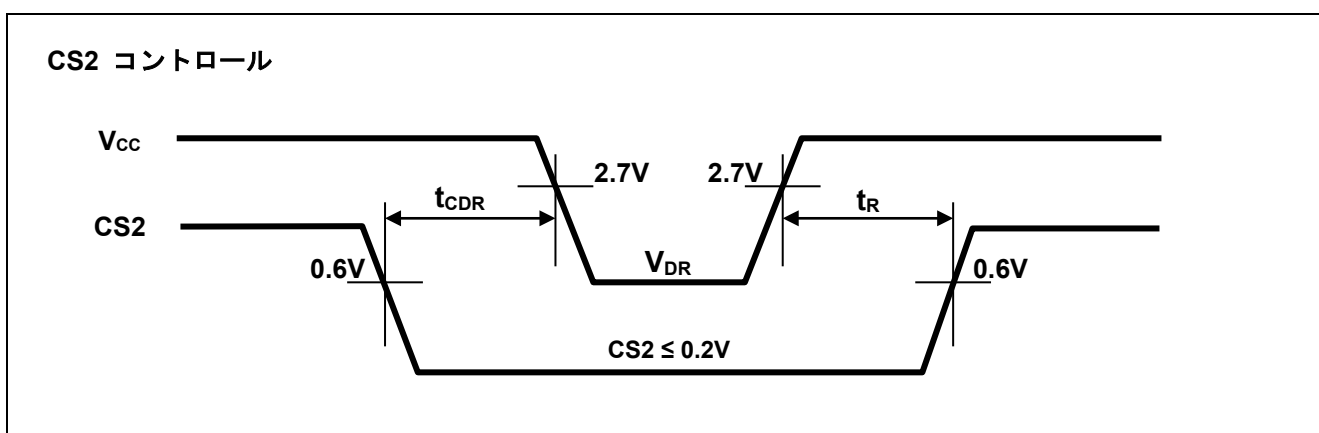 CS2 コントロール
VCC
2.7V 2.7V
tCDR tR
CS2
0.6V VDR 0.6V
CS2 ≤ 0.2V